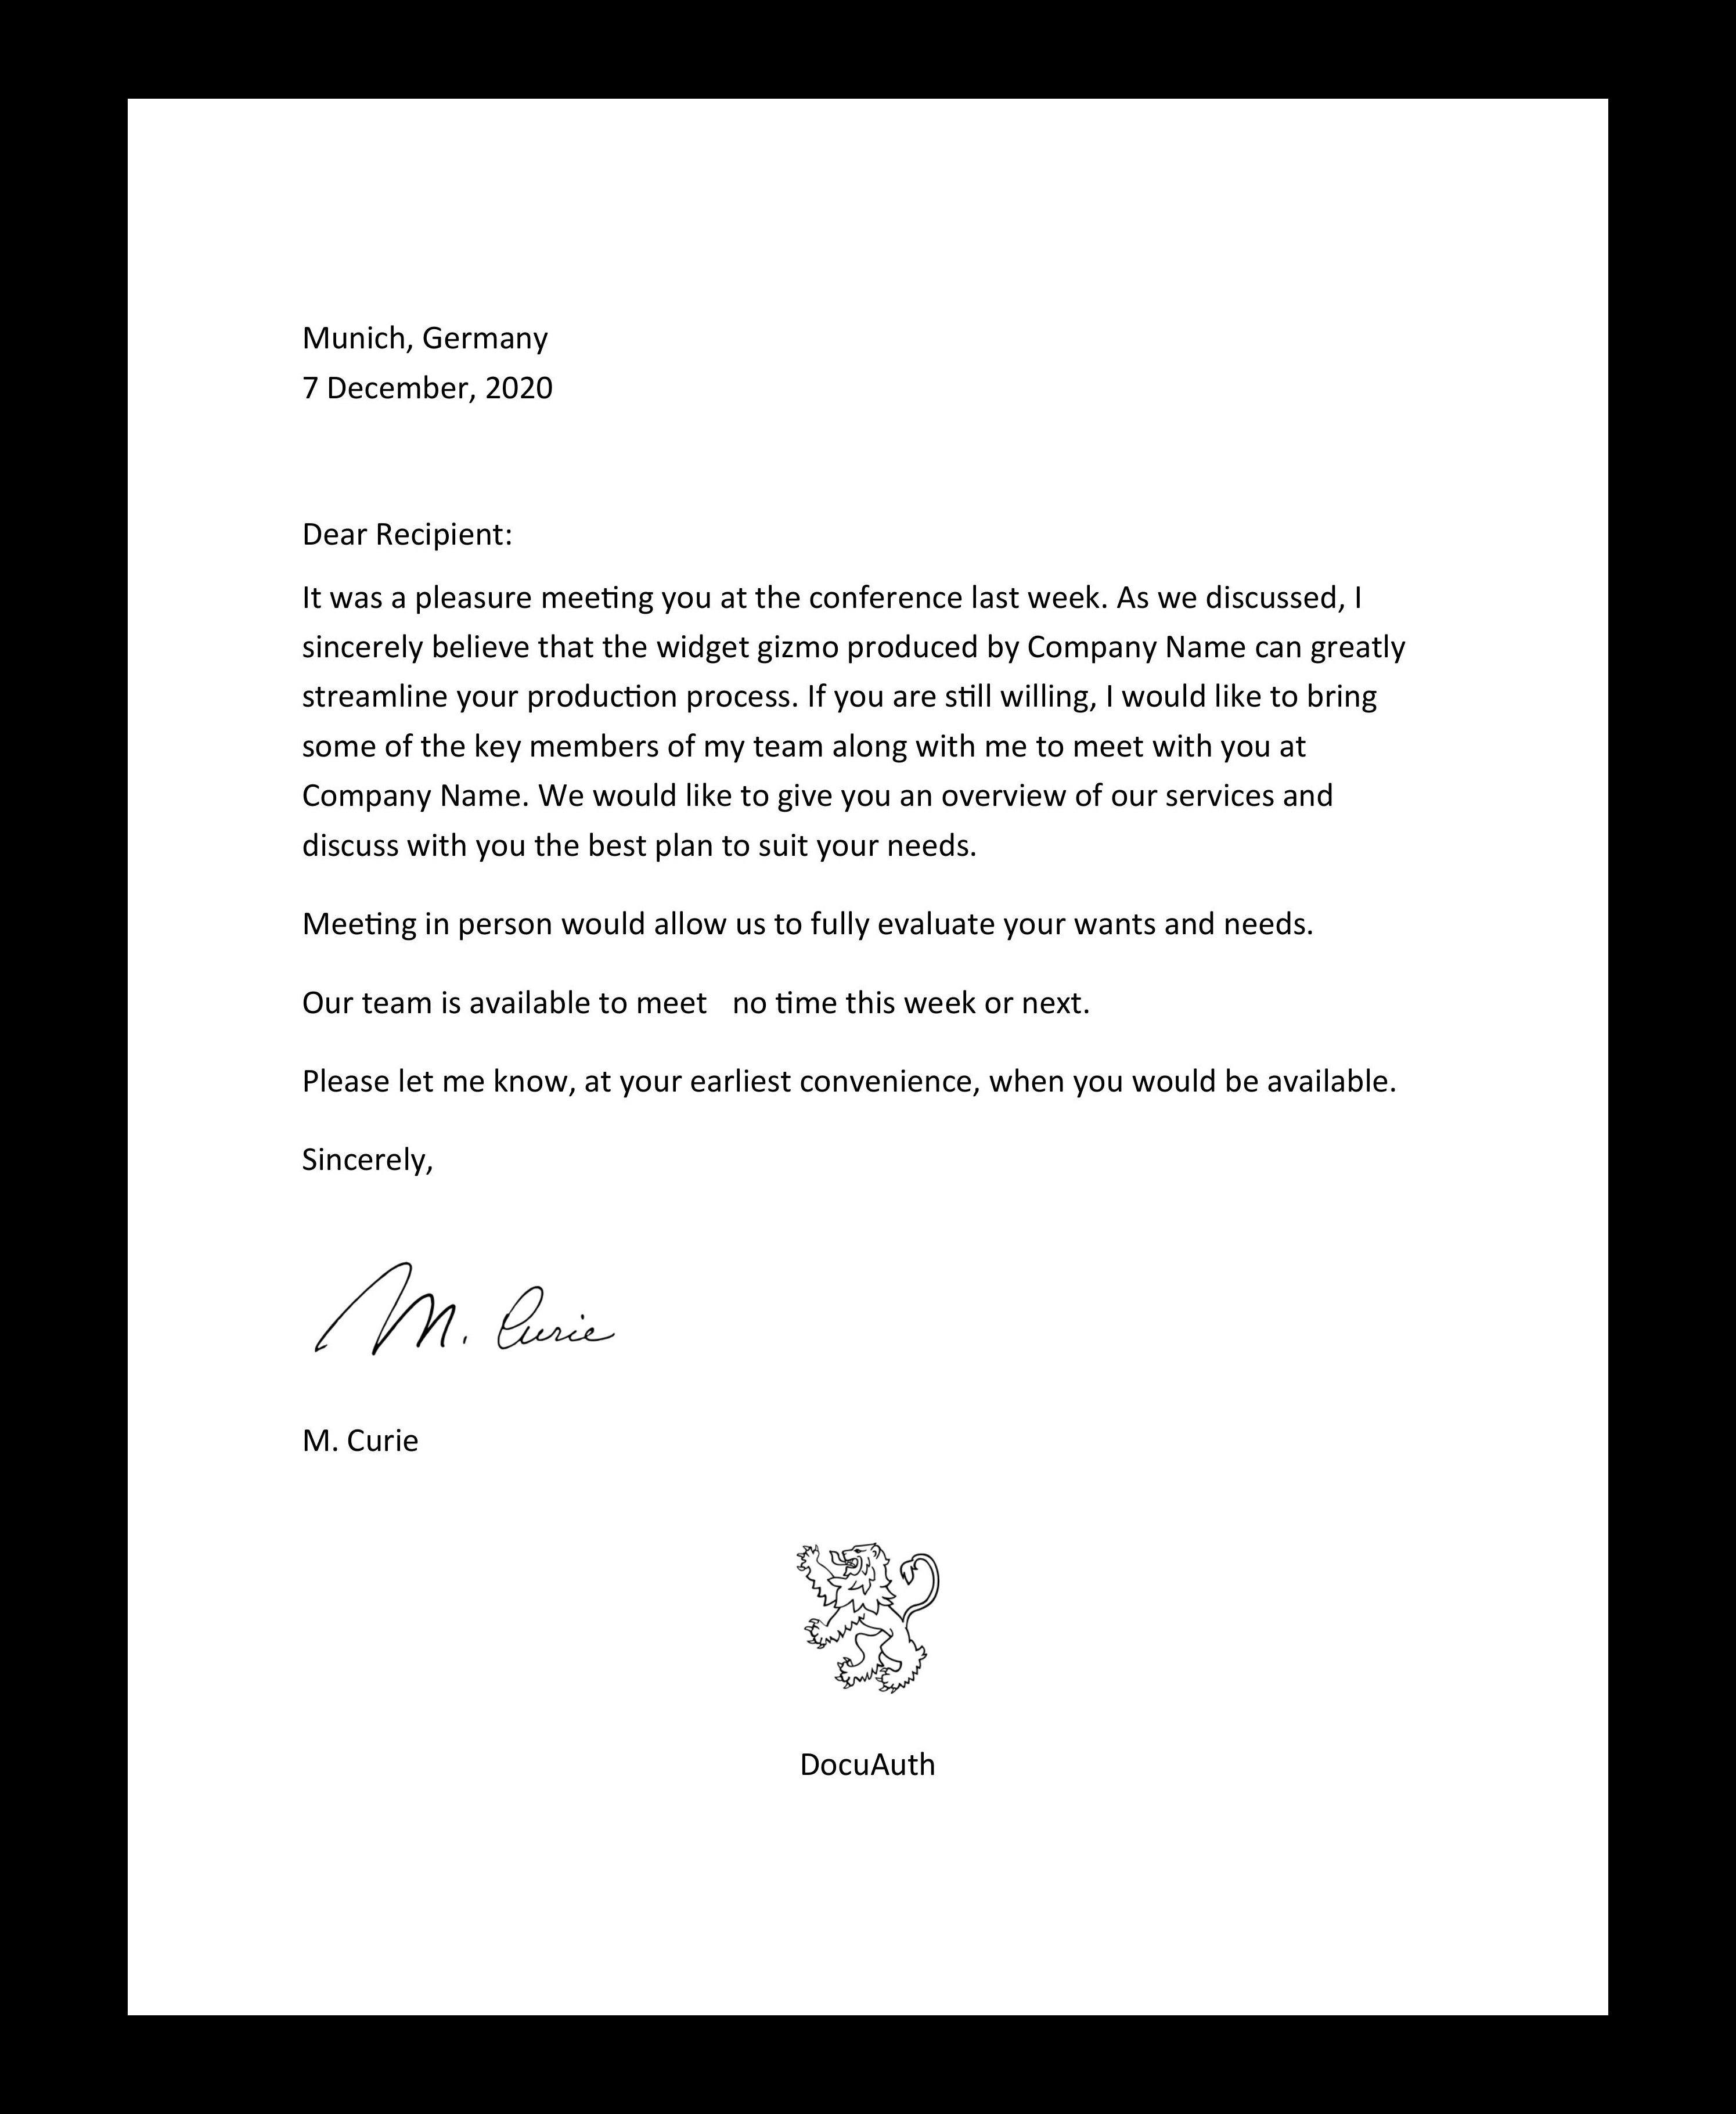 Munich, Germany
7 December, 2020
Dear Recipient:
It was a pleasure meeting you at the conference last week. As we discussed, I
sincerely believe that the widget gizmo produced by Company Name can greatly
streamline your production process. If you are still willing, I would like to bring
some of the key members of my team along with me to meet with you at
Company Name. We would like to give you an overview of our services and
discuss with you the best plan to suit your needs.
Meeting in person would allow us to fully evaluate your wants and needs.
Our team is available to meet   no time this week or next.
Please let me know, at your earliest convenience, when you would be available.
Sincerely,
M. Curie
M. Curie
DocuAuth